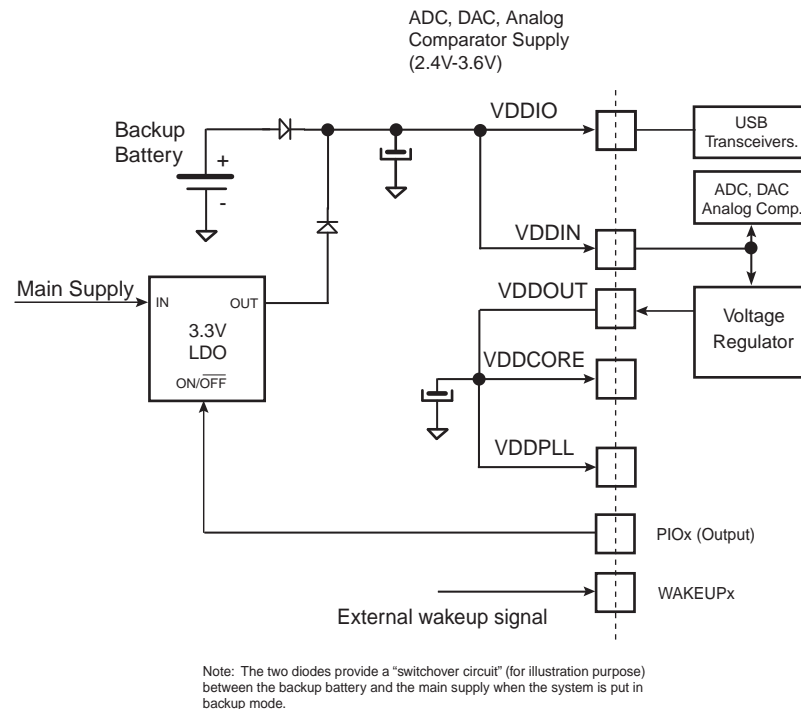 ADC, DAC, Analog
Comparator Supply
(2.4V-3.6V)
VDDIO
USB
Transceivers.
Backup
Battery
+
-
ADC, DAC
Analog Comp.
VDDIN
Main Supply
IN
OUT
3.3V
LDO
ON/OFF
VDDOUT
Voltage
Regulator
VDDCORE
VDDPLL
PIOx (Output)
WAKEUPx
External wakeup signal
Note: The two diodes provide a “switchover circuit” (for illustration purpose)
between the backup battery and the main supply when the system is put in
backup mode.